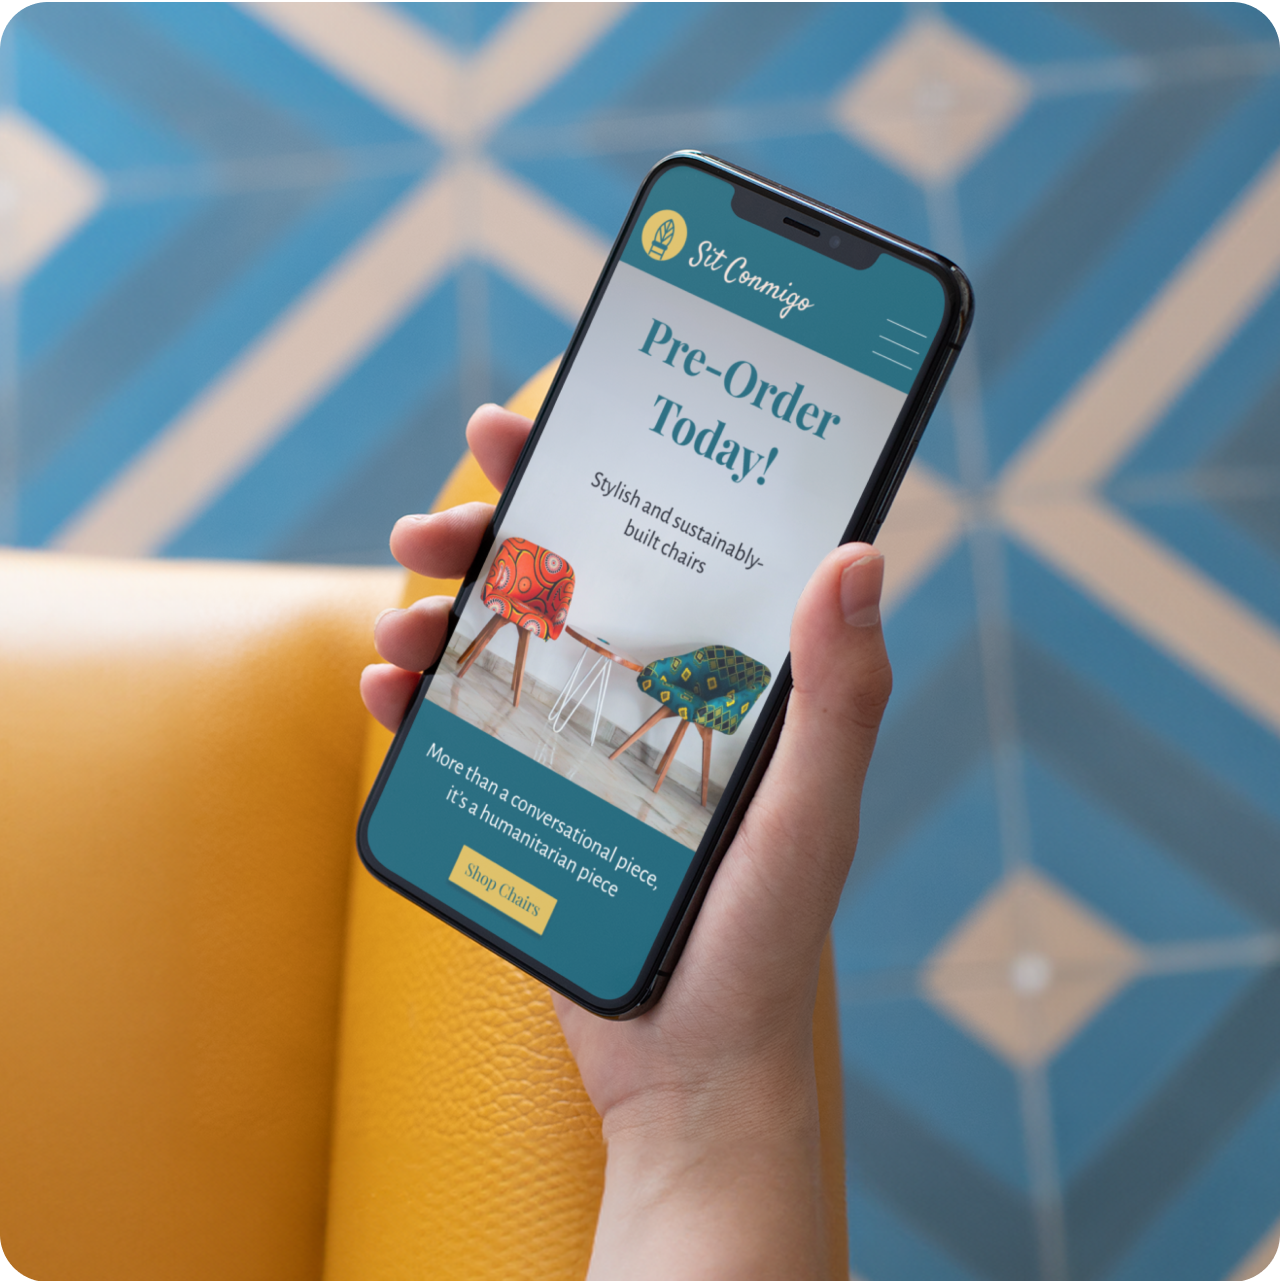 Sit Conmigo
Pre-Order
Today!
Stylish and sustainably-
built chairs
More than a conversational piece,
it's a humanitarian piece
Shop Chairs